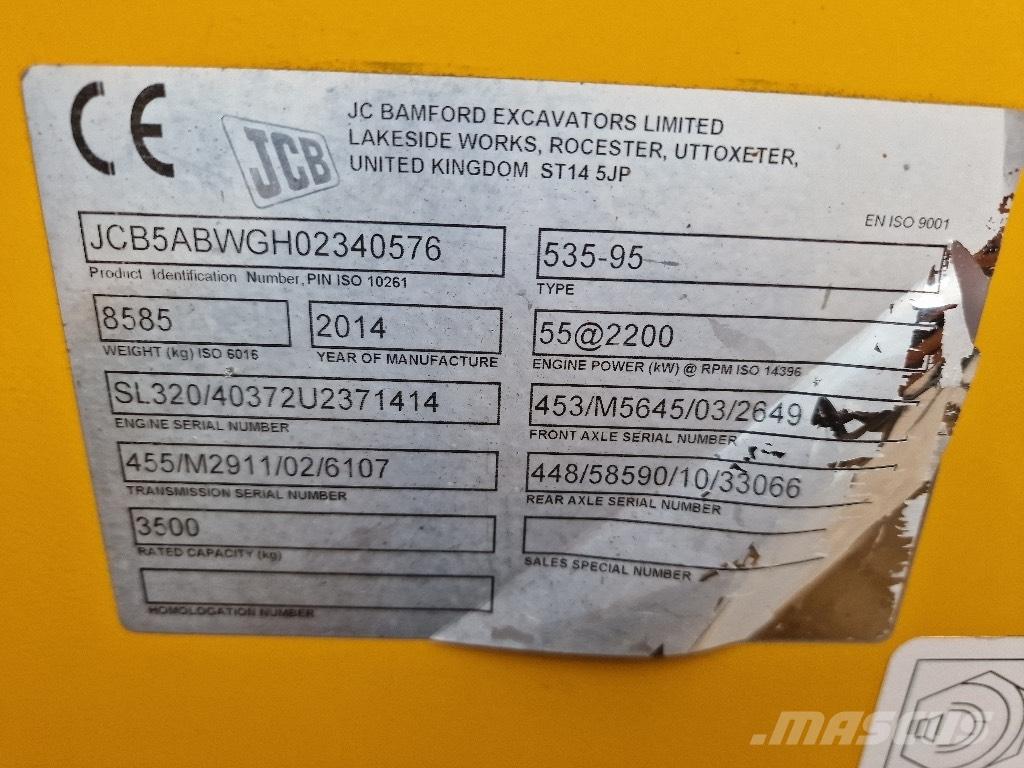 CE
JCB
JC BAMFORD EXCAVATORS LIMITED
LAKESIDE WORKS, ROCESTER, UTTOXETER,
UNITED KINGDOM ST14 5JP
EN ISO 9001
JCB5ABWGH02340576
Product Identification Number, PIN ISO 10261
535-95
TYPE
8585
WEIGHT (kg) ISO 6016
2014
YEAR OF MANUFACTURE
55@2200
ENGINE POWER (kW) @ RPM ISO 14396
SL320/40372U2371414
ENGINE SERIAL NUMBER
453/M5645/03/2649
FRONT AXLE SERIAL NUMBER
455/M2911/02/6107
TRANSMISSION SERIAL NUMBER
448/58590/10/33066
REAR AXLE SERIAL NUMBER
3500
RATED CAPACITY (kg)
SALES SPECIAL NUMBER
HOMOLOGATION NUMBER
MASCUS